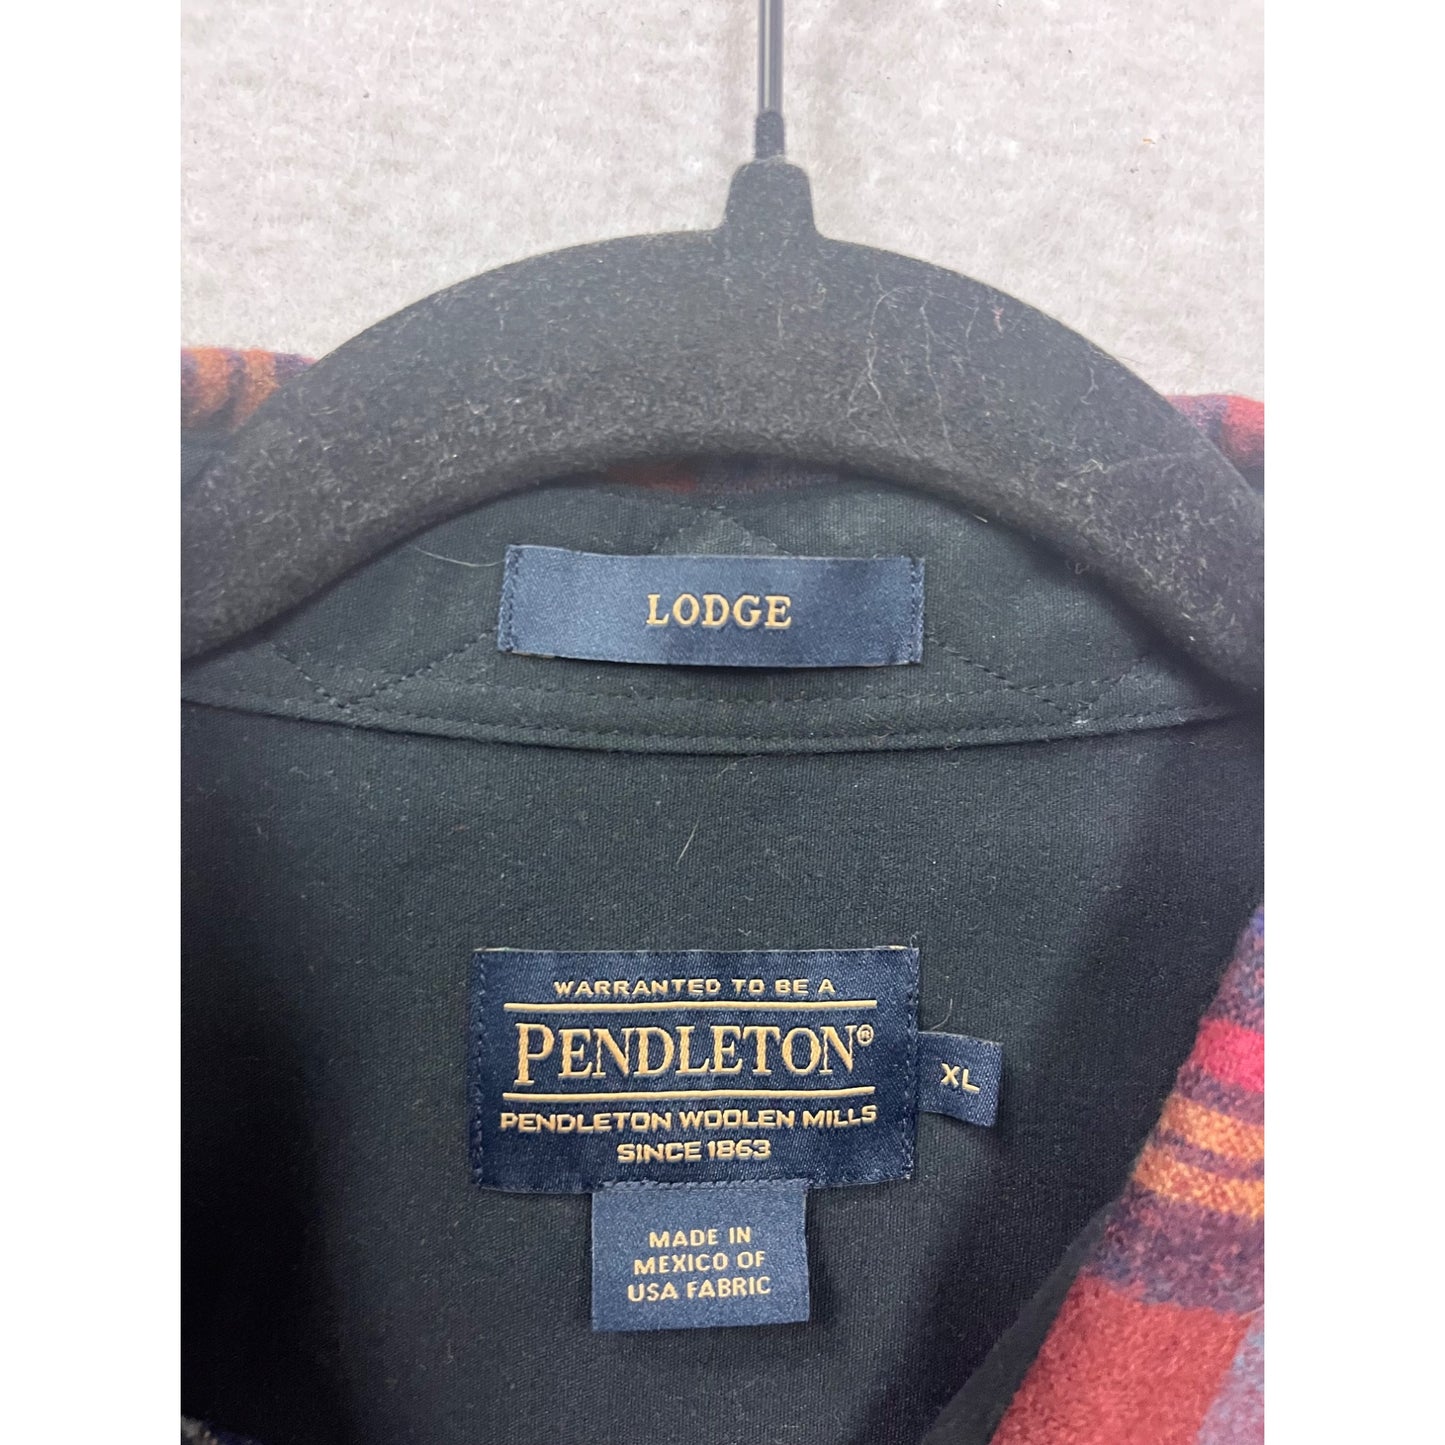 LODGE
WARRANTED TO BE A
PENDLETON®
PENDLETON WOOLEN MILLS
SINCE 1863
XL
MADE IN
MEXICO OF
USA FABRIC